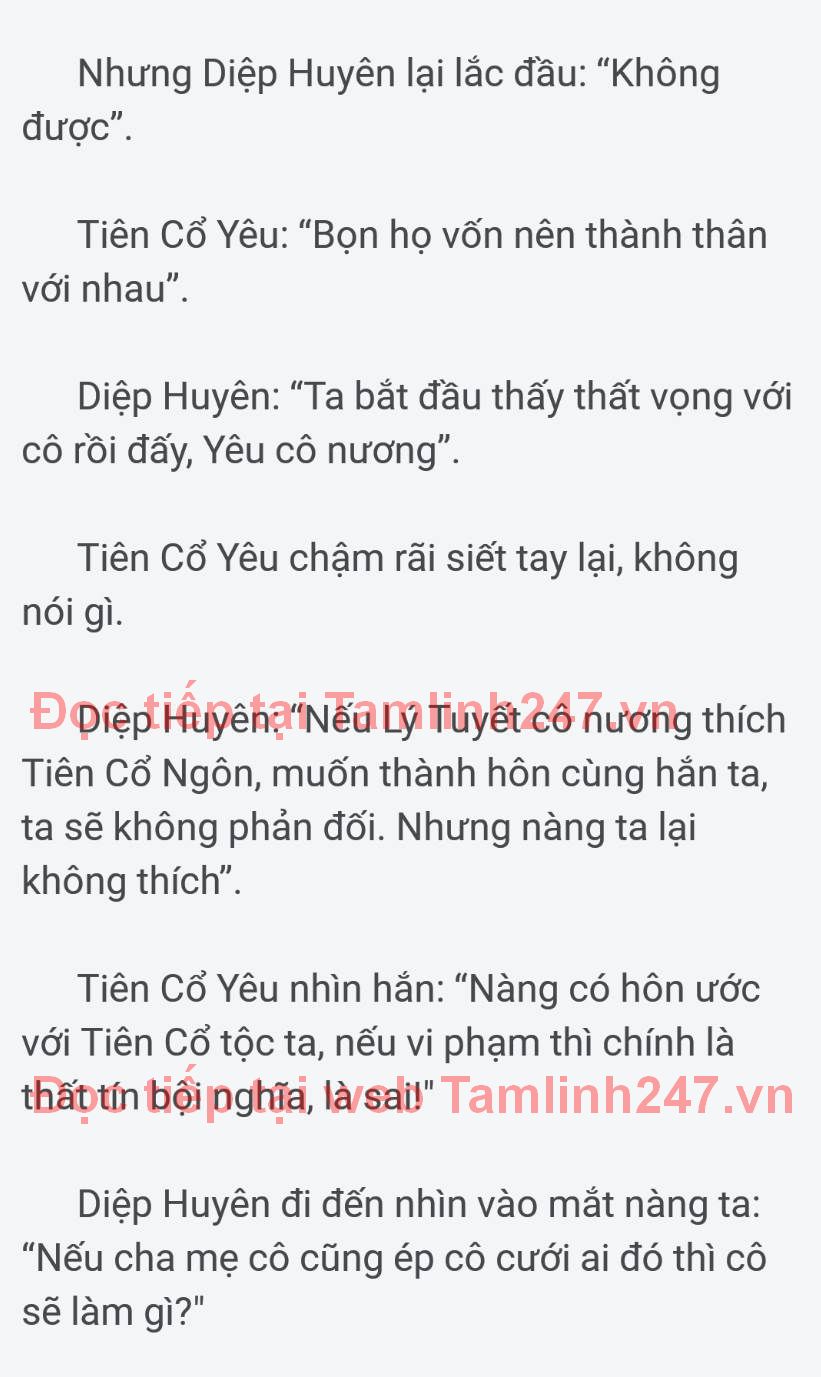 Nhưng Diệp Huyên lại lắc đầu: “Không
được”.
Tiên Cổ Yêu: “Bọn họ vốn nên thành thân
với nhau”.
Diệp Huyên: “Ta bắt đầu thấy thất vọng với
cô rồi đấy, Yêu cô nương”.
Tiên Cổ Yêu chậm rãi siết tay lại, không
nói gì.
Đọc tiếp tại Tamlinh247.vn
Diệp Huyên: “Nếu Lý Tuyết cô nương thích
Tiên Cổ Ngôn, muốn thành hôn cùng hắn ta,
ta sẽ không phản đối. Nhưng nàng ta lại
không thích”.
Tiên Cổ Yêu nhìn hắn: “Nàng có hôn ước
với Tiên Cổ tộc ta, nếu vi phạm thì chính là
thất tín bội nghĩa, là sai!"
Đọc tiếp tại web Tamlinh247.vn
Diệp Huyên đi đến nhìn vào mắt nàng ta:
“Nếu cha mẹ cô cũng ép cô cưới ai đó thì cô
sẽ làm gì?"